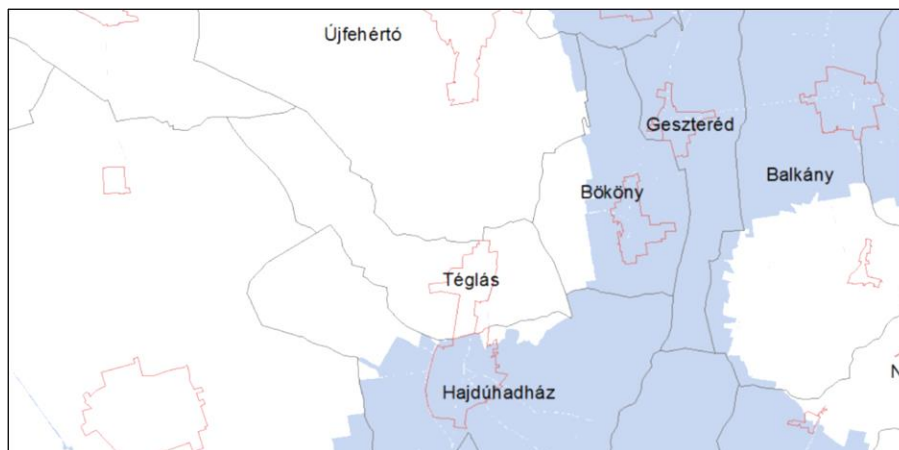 Újfehértó
Geszteréd
Balkány
Bököny
Téglás
Hajdúhadház
N